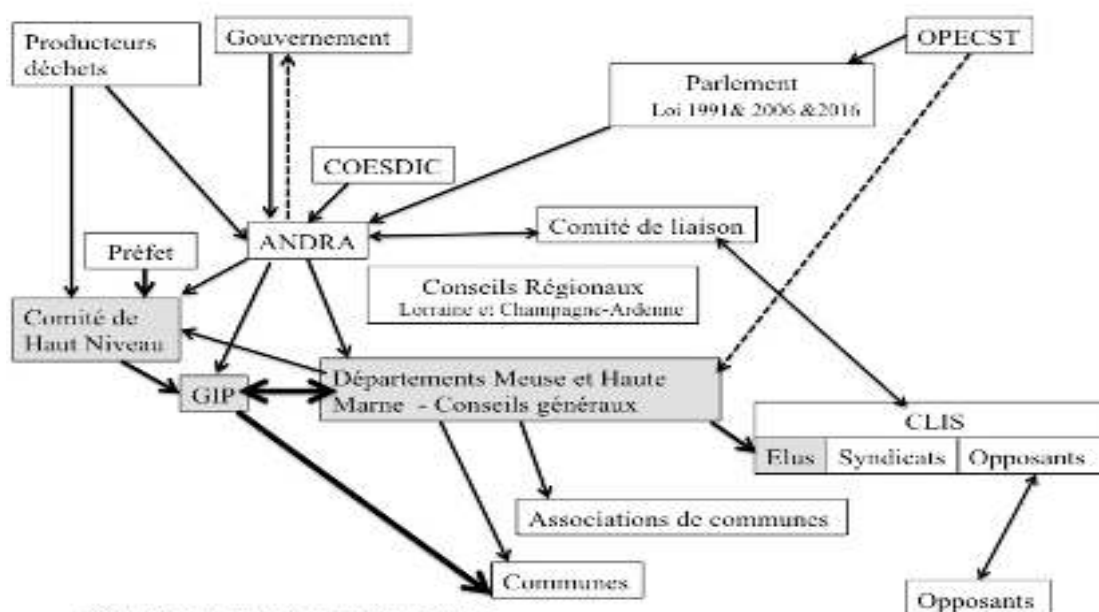 Producteurs
déchets
Gouvernement
OPECST
Parlement
Loi 1991& 2006 &2016
COESDIC
ANDRA
Comité de liaison
Préfet
Conseils Régionaux
Lorraine et Champagne-Ardenne
Comité de
Haut Niveau
GIP
Départements Meuse et Haute
Marne - Conseils généraux
CLIS
Elus
Syndicats
Opposants
Associations de communes
Communes
Opposants